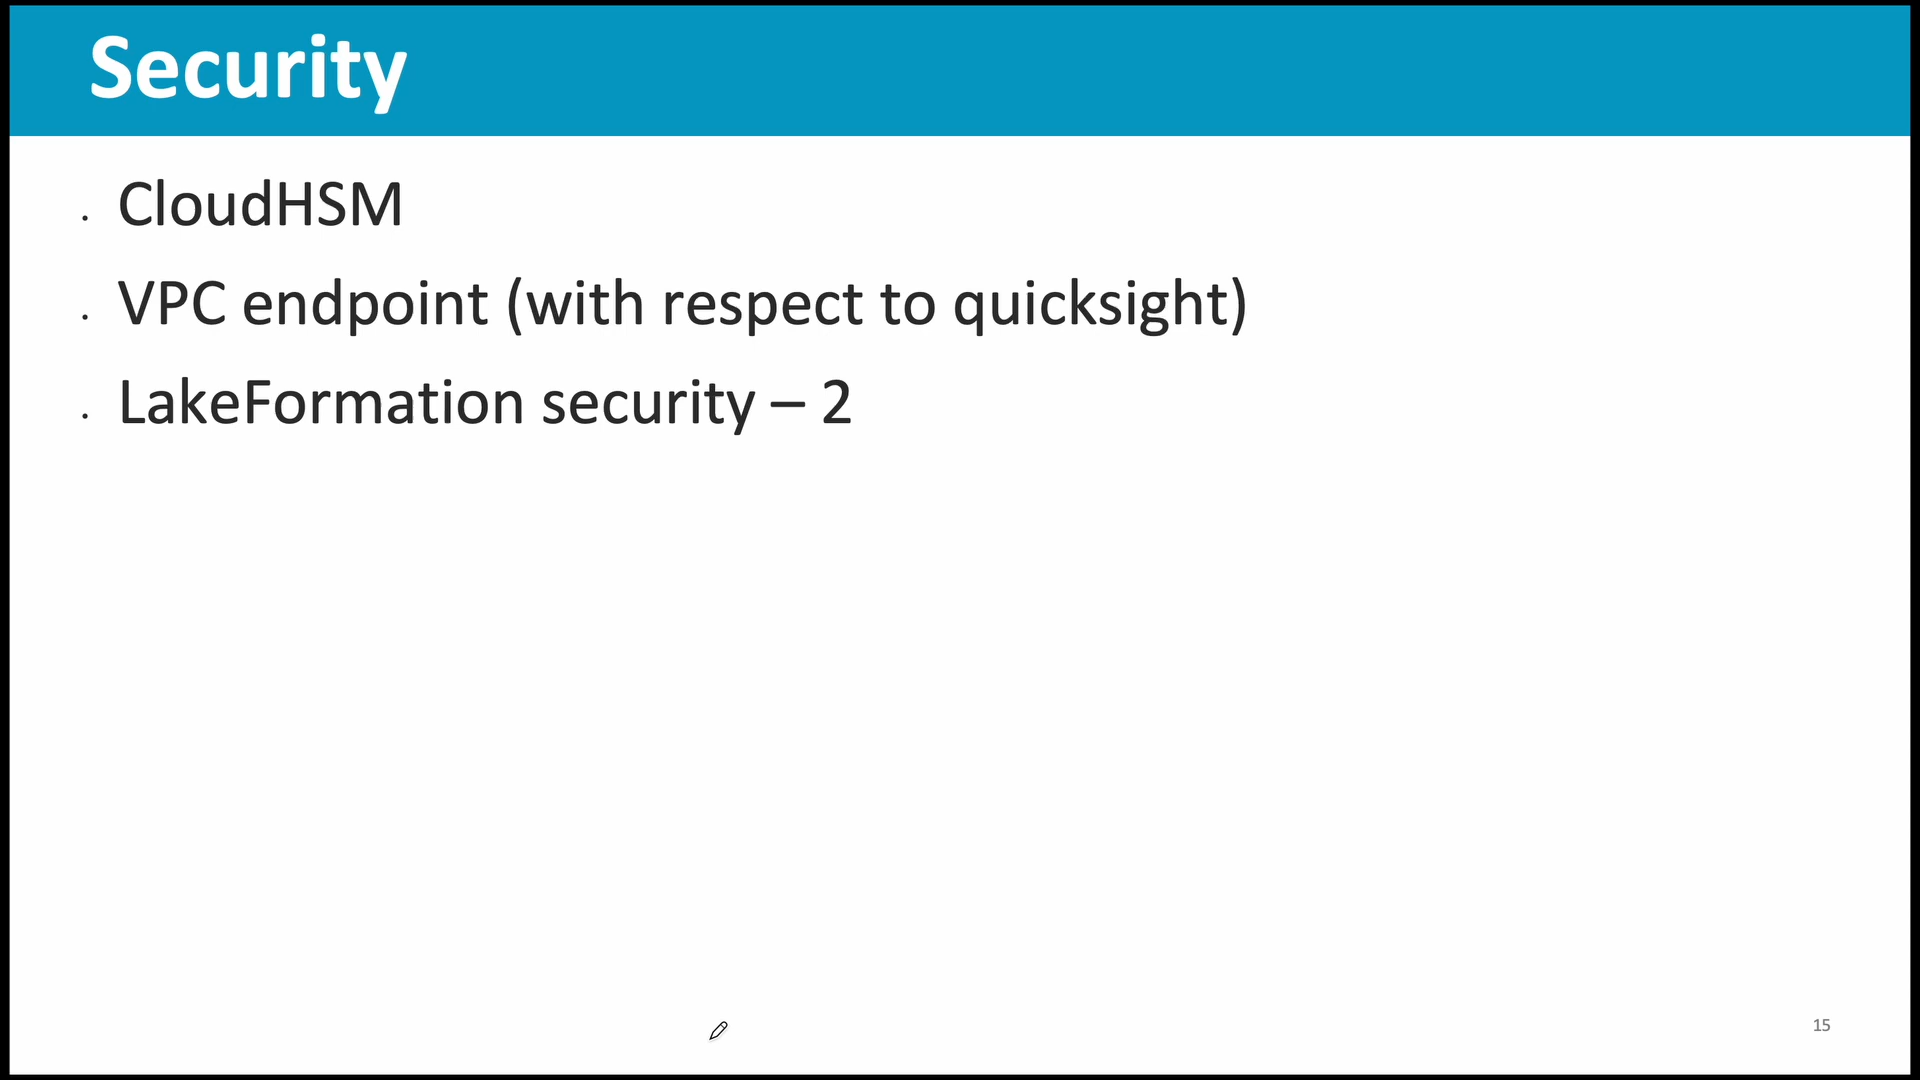 Security
. CloudHSM
. VPC endpoint (with respect to quicksight)
. LakeFormation security – 2
15